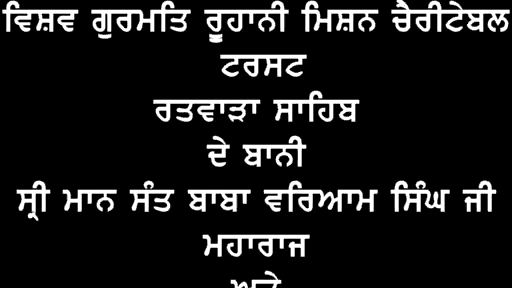 ਵਿਸ਼ਵ ਗੁਰਮਤਿ ਰੂਹਾਨੀ ਮਿਸ਼ਨ ਚੈਰੀਟੇਬਲ
ਟਰਸਟ
ਰਤਵਾੜਾ ਸਾਹਿਬ
ਦੇ ਬਾਨੀ
ਸ੍ਰੀ ਮਾਨ ਸੰਤ ਬਾਬਾ ਵਰਿਆਮ ਸਿੰਘ ਜੀ
ਮਹਾਰਾਜ